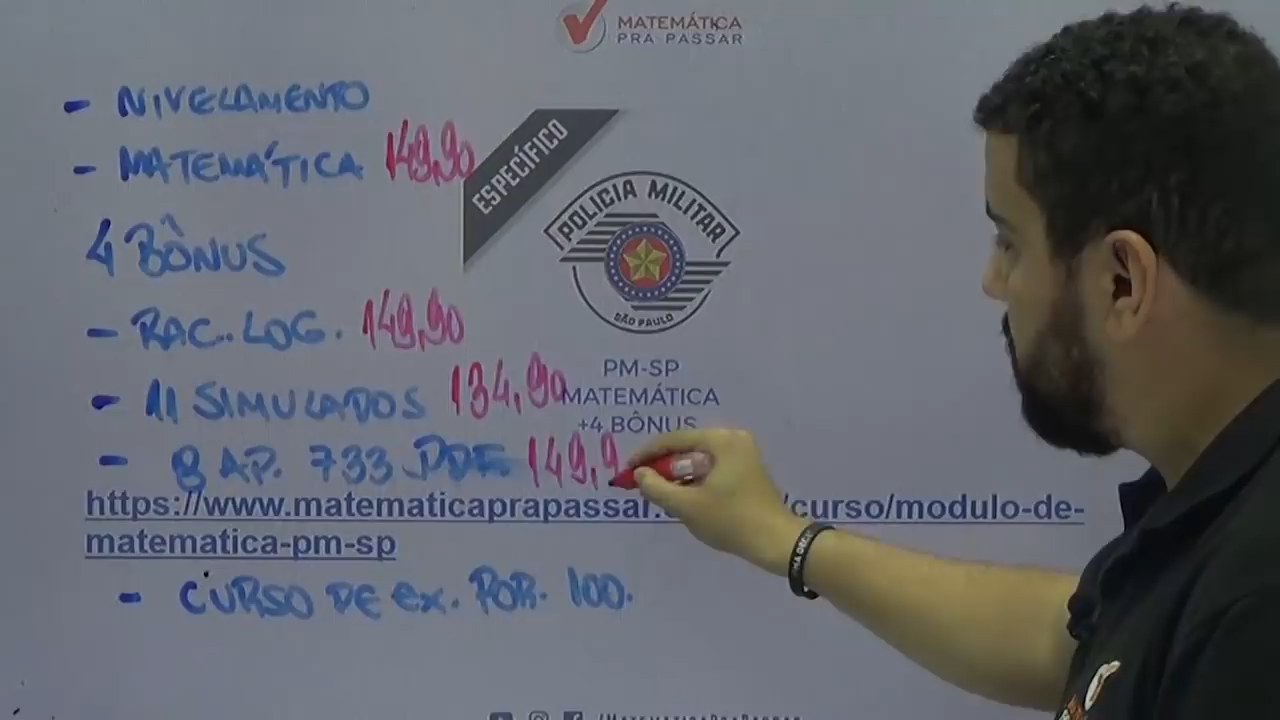 MATEMÁTICA
PRA PASSAR
- NIVELAMENTO
- MATEMÁTICA 149,90
ESPECÍFICO
4 BÔNUS
POLICIA MILITAR
SÃO PAULO
- RAC. LOG. 149,90
PM-SP
MATEMÁTICA
+4 BÔNUS
- 11 SIMULADOS 134,90
- 8 AP. 733 PDF 149,9
https://www.matematicaprapassar. /curso/modulo-de-
matematica-pm-sp
- CURSO DE EX. POR. 100.
/MATEMATICAPRAPASSAR